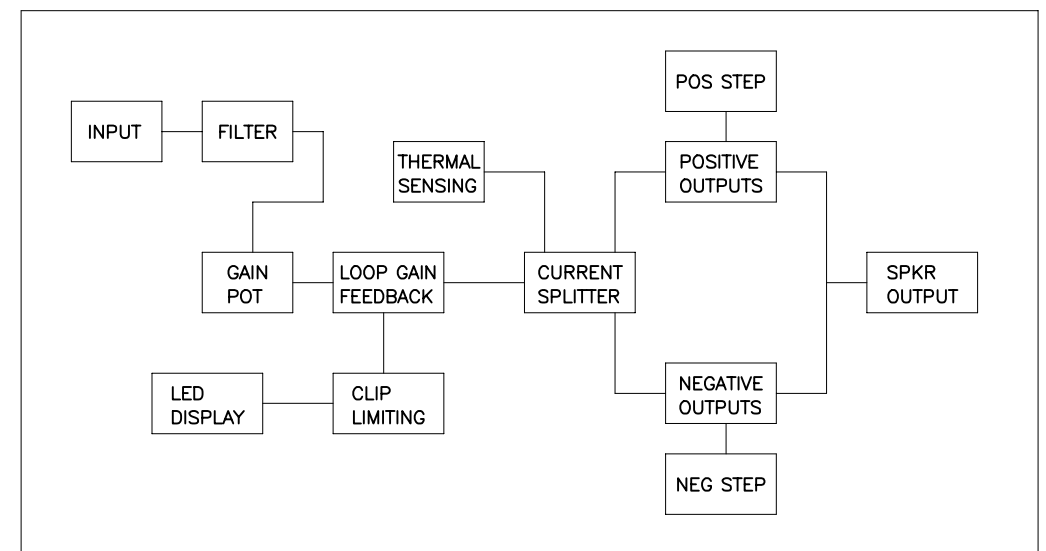 POS STEP
INPUT
FILTER
THERMAL
SENSING
POSITIVE
OUTPUTS
GAIN
POT
LOOP GAIN
FEEDBACK
CURRENT
SPLITTER
SPKR
OUTPUT
LED
DISPLAY
CLIP
LIMITING
NEGATIVE
OUTPUTS
NEG STEP